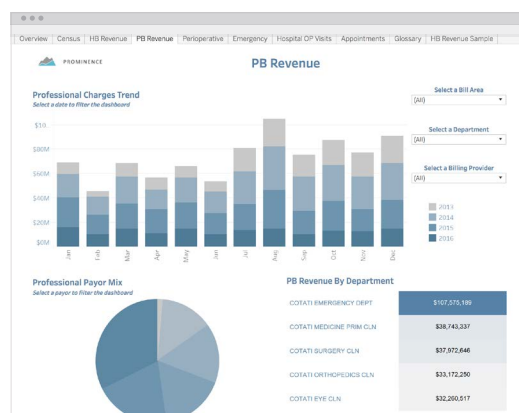 Overview Census HB Revenue PB Revenue Perioperative Emergency Hospital OP Visits Appointments Glossary HB Revenue Sample
PROMINENCE
PB Revenue
Professional Charges Trend
Select a date to filter the dashboard
Select a Bill Area
(All)
Select a Department
(All)
Select a Billing Provider
(All)
2013
2014
2015
2016
$10...
$80M
$60M
$40M
$20M
$0M
Jan Feb Mar Apr May Jun Jul Aug Sep Oct Nov Dec
Professional Payor Mix
Select a payor to filter the dashboard
PB Revenue By Department
COTATI EMERGENCY DEPT $107,575,189
COTATI MEDICINE PRIM CLN $38,743,337
COTATI SURGERY CLN $37,972,646
COTATI ORTHOPEDICS CLN $33,172,250
COTATI EYE CLN $32,260,517